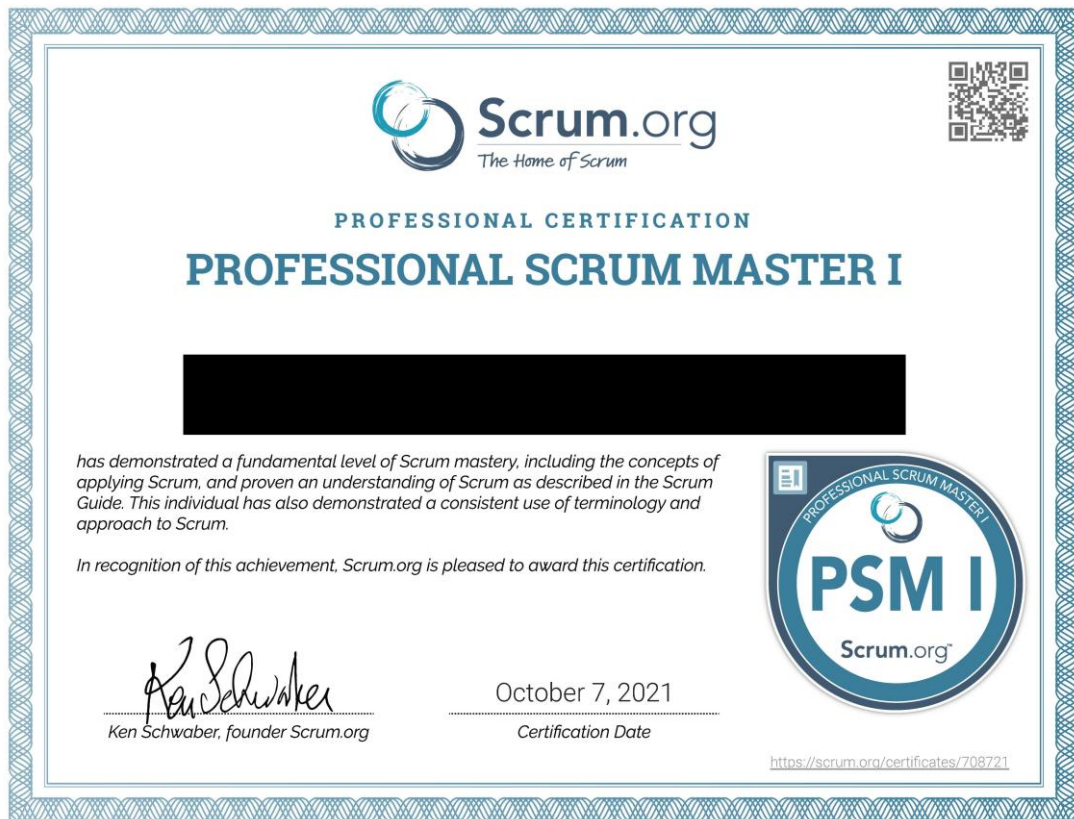 Scrum.org
The Home of Scrum
PROFESSIONAL CERTIFICATION
PROFESSIONAL SCRUM MASTER I
has demonstrated a fundamental level of Scrum mastery, including the concepts of
applying Scrum, and proven an understanding of Scrum as described in the Scrum
Guide. This individual has also demonstrated a consistent use of terminology and
approach to Scrum.
In recognition of this achievement, Scrum.org is pleased to award this certification.
PROFESSIONAL SCRUM MASTER I
PSM I
Scrum.org™
Ken Schwaber
October 7, 2021
Ken Schwaber, founder Scrum.org
Certification Date
https://scrum.org/certificates/708721